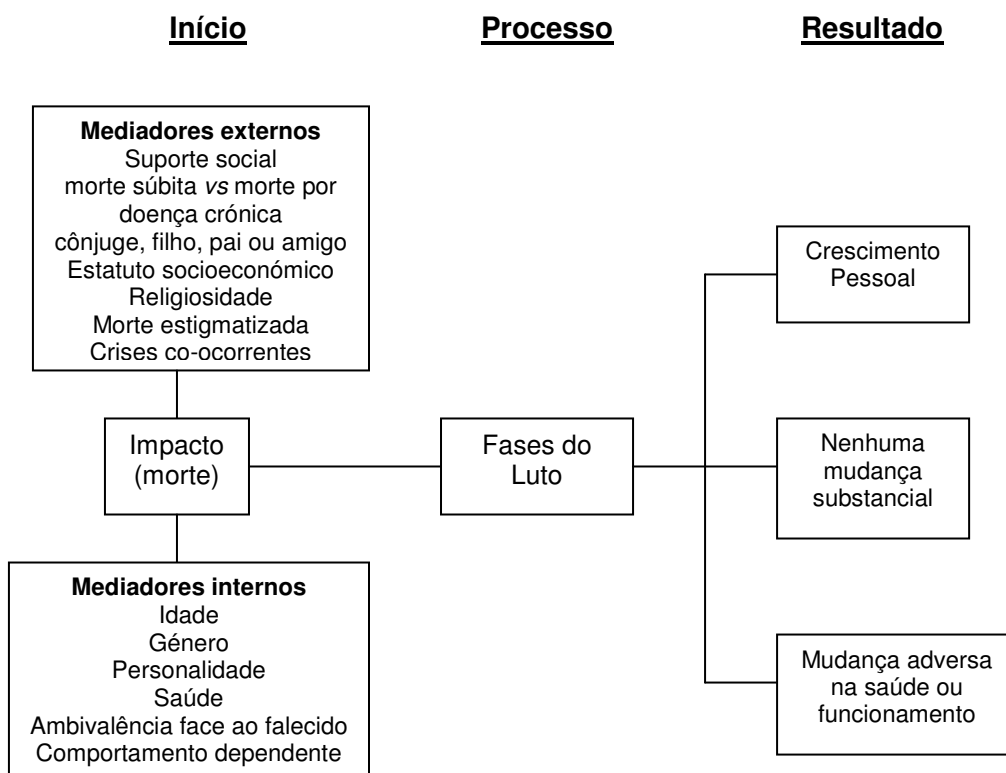 Início
Processo
Resultado
Mediadores externos
Suporte social
morte súbita vs morte por
doença crónica
cônjuge, filho, pai ou amigo
Estatuto socioeconómico
Religiosidade
Morte estigmatizada
Crises co-ocorrentes
Impacto
(morte)
Mediadores internos
Idade
Género
Personalidade
Saúde
Ambivalência face ao falecido
Comportamento dependente
Fases do
Luto
Crescimento
Pessoal
Nenhuma
mudança
substancial
Mudança adversa
na saúde ou
funcionamento